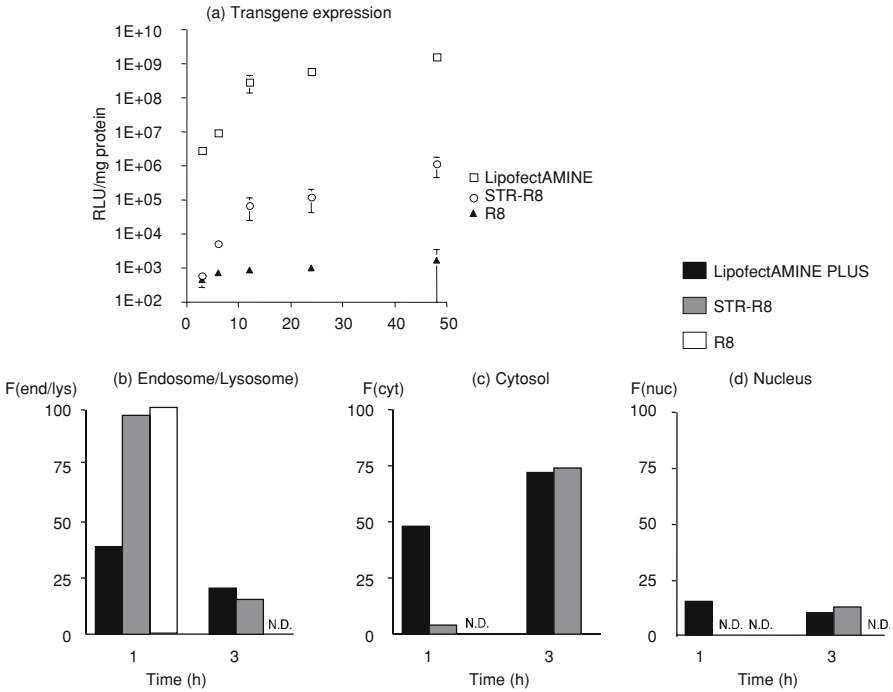 (a) Transgene expression
RLU/mg protein
1E+10
1E+09
1E+08
1E+07
1E+06
1E+05
1E+04
1E+03
1E+02
0 10 20 30 40 50
LipofectAMINE
STR-R8
R8
LipofectAMINE PLUS
STR-R8
R8
(b) Endosome/Lysosome)
F(end/lys)
100
75
50
25
0
N.D.
1 3
Time (h)
(c) Cytosol
F(cyt)
100
75
50
25
0
N.D.
1 3
Time (h)
(d) Nucleus
F(nuc)
100
75
50
25
0
N.D. N.D. N.D.
1 3
Time (h)